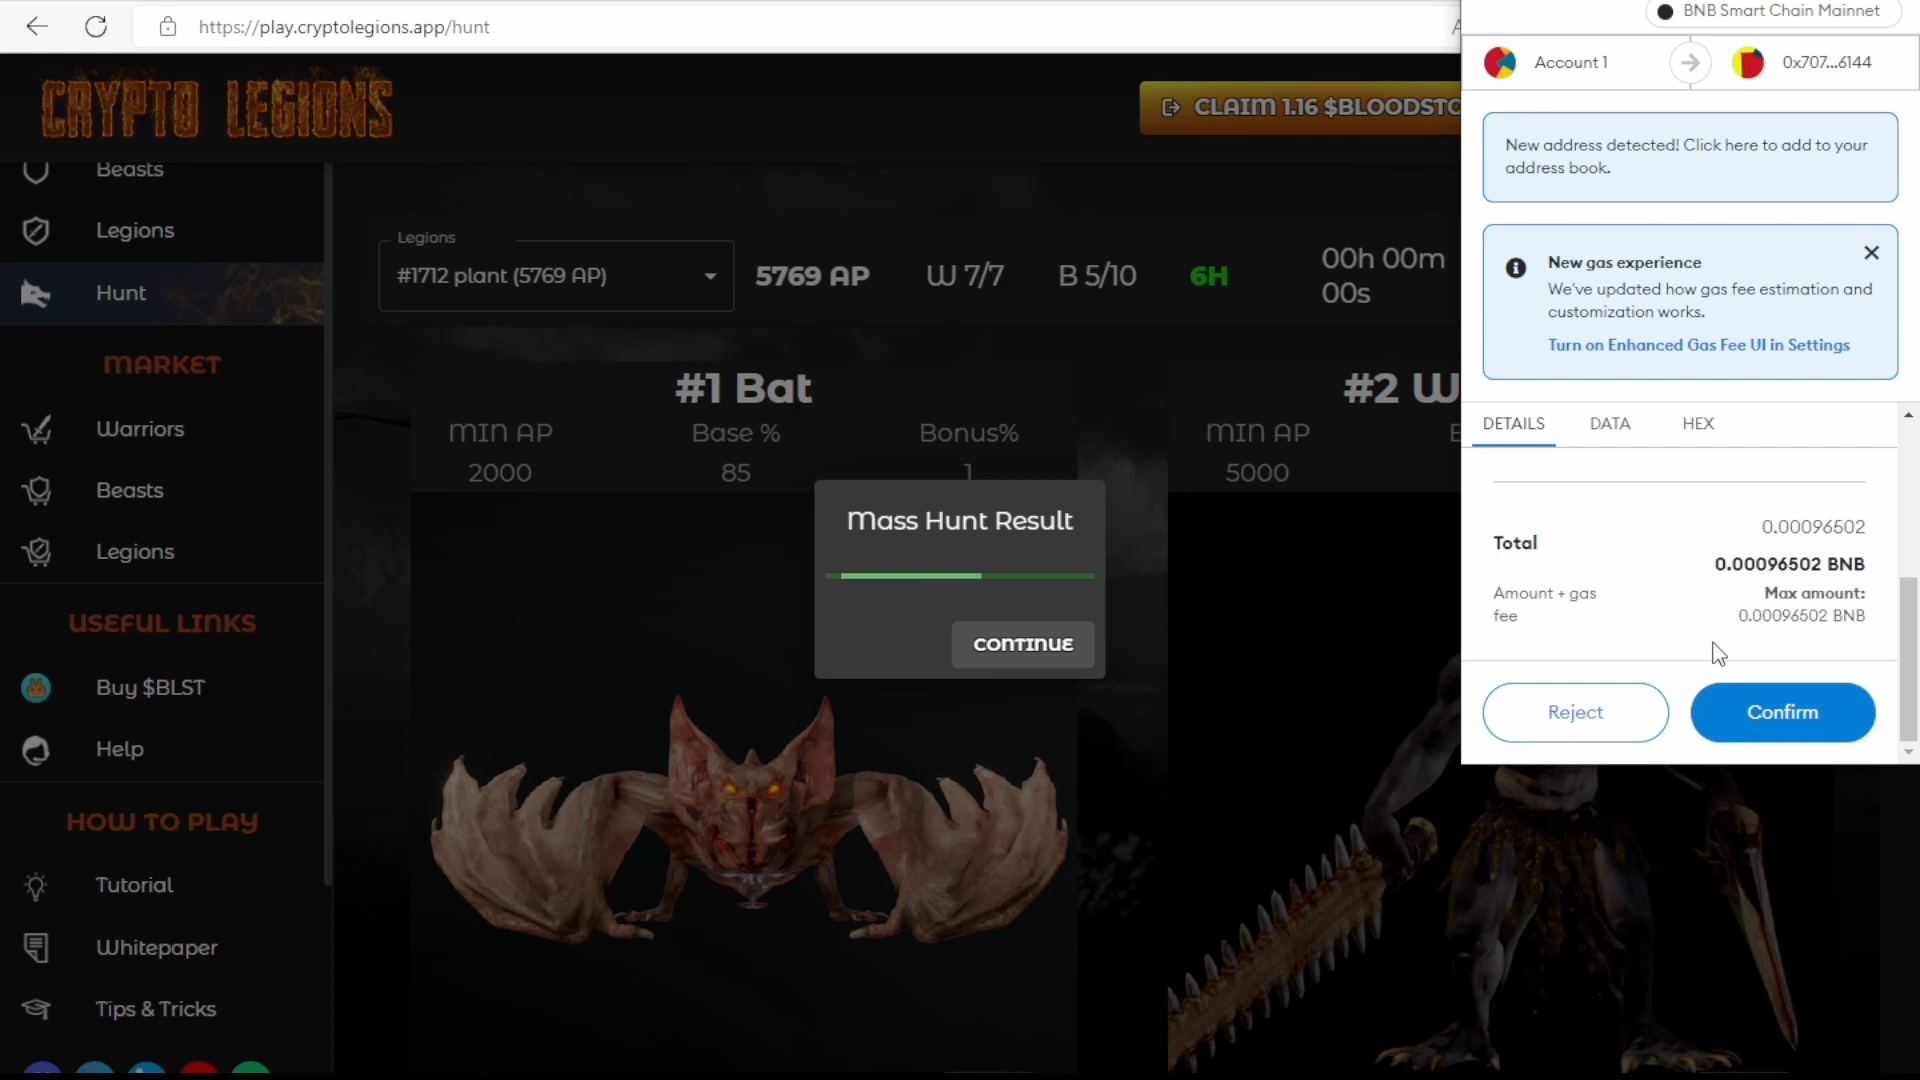 https://play.cryptolegions.app/hunt
CRYPTO LEGIONS
CLAIM 1.16 $BLOODSTO
Beasts
Legions
Hunt
MARKET
Warriors
Beasts
Legions
USEFUL LINKS
Buy $BLST
Help
HOW TO PLAY
Tutorial
Whitepaper
Tips & Tricks
Legions
#1712 plant (5769 AP)
5769 AP
W 7/7
B 5/10
6H
00h 00m
00s
#1 Bat
MIN AP
Base %
Bonus%
2000
85
1
#2 W
MIN AP
5000
Mass Hunt Result
CONTINUE
BNB Smart Chain Mainnet
Account 1
0x707...6144
New address detected! Click here to add to your
address book.
New gas experience
We've updated how gas fee estimation and
customization works.
Turn on Enhanced Gas Fee UI in Settings
DETAILS
DATA
HEX
0.00096502
Total
0.00096502 BNB
Amount + gas
fee
Max amount:
0.00096502 BNB
Reject
Confirm